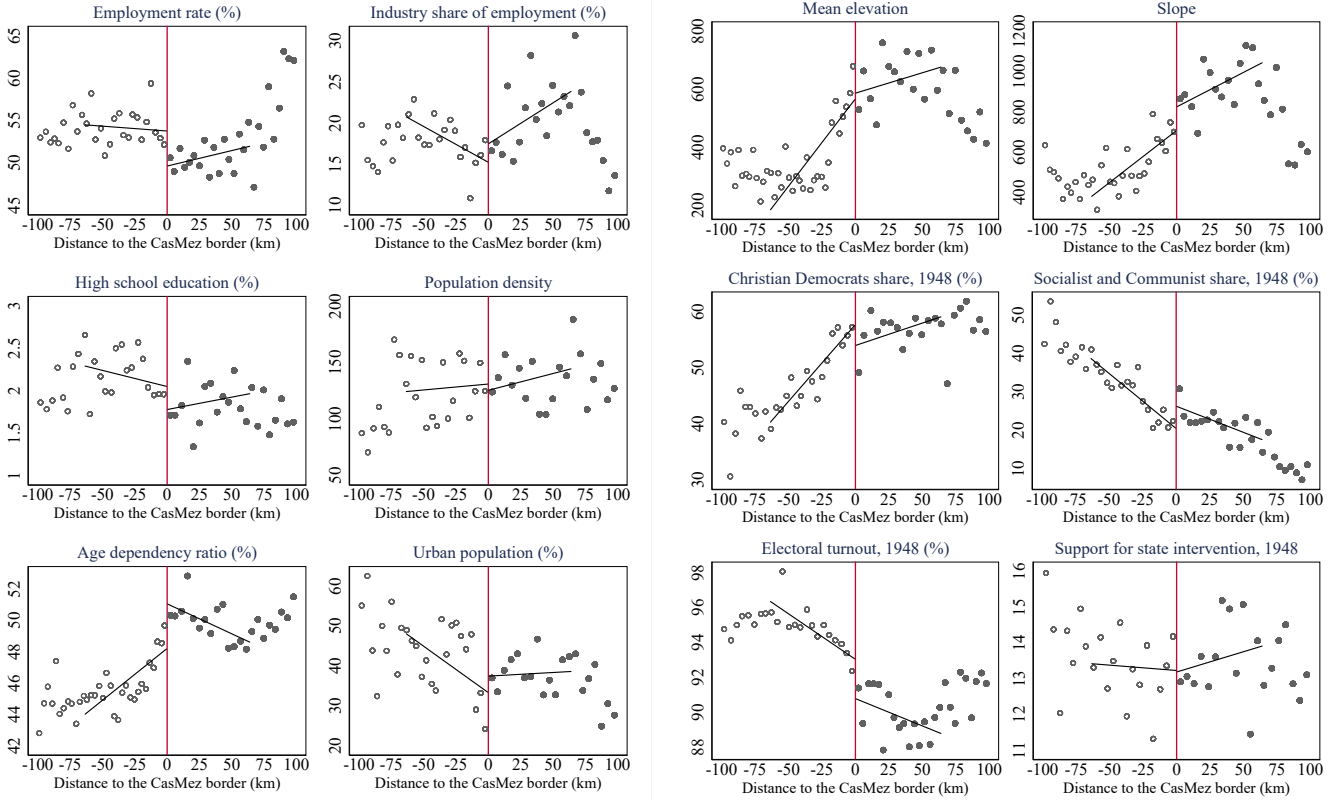 Employment rate (%)
65
60
55
50
45
-100 -75 -50 -25 0 25 50 75 100
Distance to the CasMez border (km)
Industry share of employment (%)
30
25
20
15
10
-100 -75 -50 -25 0 25 50 75 100
Distance to the CasMez border (km)
Mean elevation
800
600
400
200
-100 -75 -50 -25 0 25 50 75 100
Distance to the CasMez border (km)
Slope
1200
1000
800
600
400
-100 -75 -50 -25 0 25 50 75 100
Distance to the CasMez border (km)
High school education (%)
3
2.5
2
1.5
1
-100 -75 -50 -25 0 25 50 75 100
Distance to the CasMez border (km)
Population density
200
150
100
50
-100 -75 -50 -25 0 25 50 75 100
Distance to the CasMez border (km)
Christian Democrats share, 1948 (%)
60
50
40
30
-100 -75 -50 -25 0 25 50 75 100
Distance to the CasMez border (km)
Socialist and Communist share, 1948 (%)
50
40
30
20
10
-100 -75 -50 -25 0 25 50 75 100
Distance to the CasMez border (km)
Age dependency ratio (%)
52
50
48
46
44
42
-100 -75 -50 -25 0 25 50 75 100
Distance to the CasMez border (km)
Urban population (%)
60
50
40
30
20
-100 -75 -50 -25 0 25 50 75 100
Distance to the CasMez border (km)
Electoral turnout, 1948 (%)
98
96
94
92
90
88
-100 -75 -50 -25 0 25 50 75 100
Distance to the CasMez border (km)
Support for state intervention, 1948
16
15
14
13
12
11
-100 -75 -50 -25 0 25 50 75 100
Distance to the CasMez border (km)